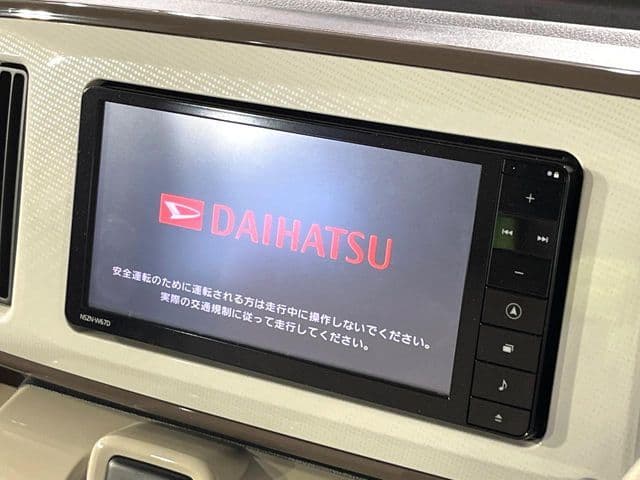 DAIHATSU
安全運転のために運転される方は走行中に操作しないでください。
実際の交通規制に従って走行してください。
NSZN-W67D